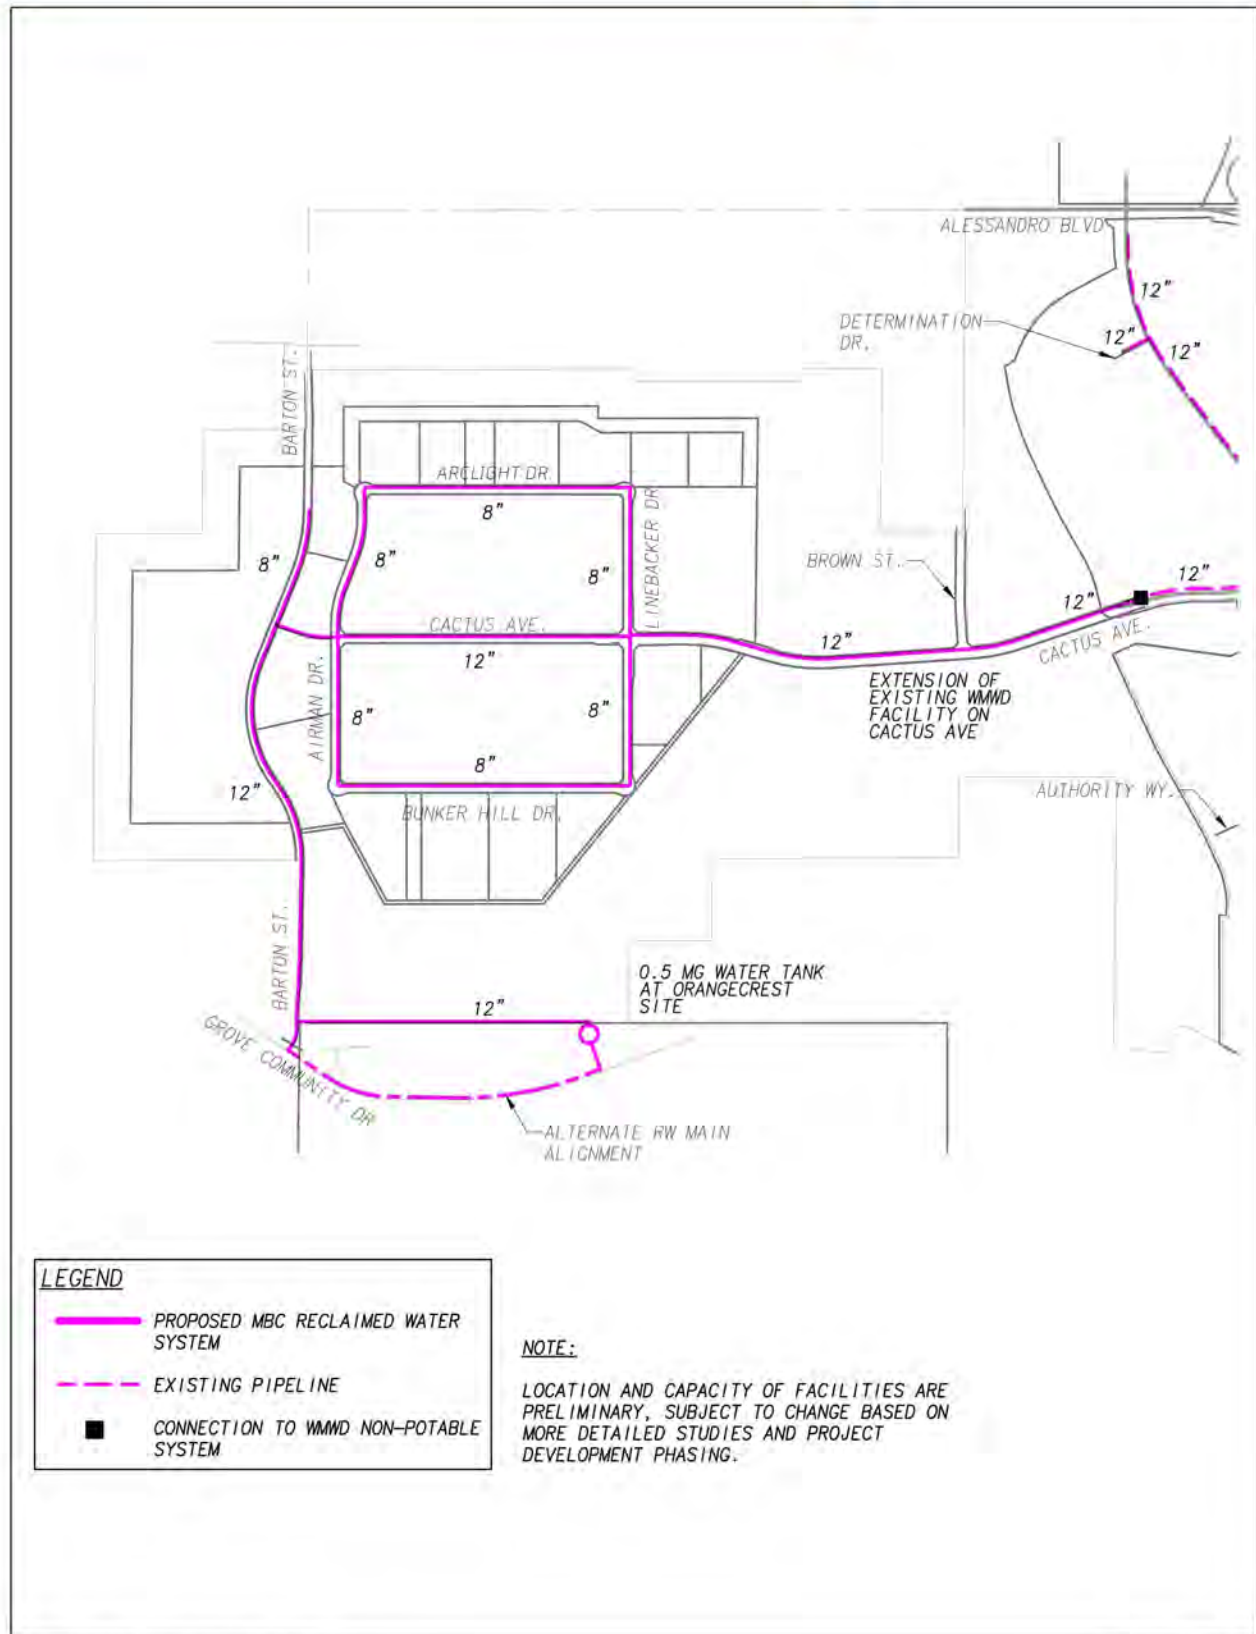 ALESSANDRO BLVD
12"
DETERMINATION
DR.
12"
12"
BARTON ST.
ARCLIGHT DR.
8"
8"
8"
8"
LINEBACKER DR.
BROWN ST.
12"
12"
CACTUS AVE.
CACTUS AVE.
12"
12"
EXTENSION OF
EXISTING WMWD
FACILITY ON
CACTUS AVE
AIRMAN DR.
8"
8"
8"
12"
BUNKER HILL DR.
AUTHORITY WY.
BARTON ST.
0.5 MG WATER TANK
AT ORANGECREST
SITE
12"
GROVE COMMUNITY DR
ALTERNATE RW MAIN
ALIGNMENT
LEGEND
PROPOSED MBC RECLAIMED WATER
SYSTEM
EXISTING PIPELINE
CONNECTION TO WMWD NON-POTABLE
SYSTEM
NOTE:
LOCATION AND CAPACITY OF FACILITIES ARE
PRELIMINARY, SUBJECT TO CHANGE BASED ON
MORE DETAILED STUDIES AND PROJECT
DEVELOPMENT PHASING.